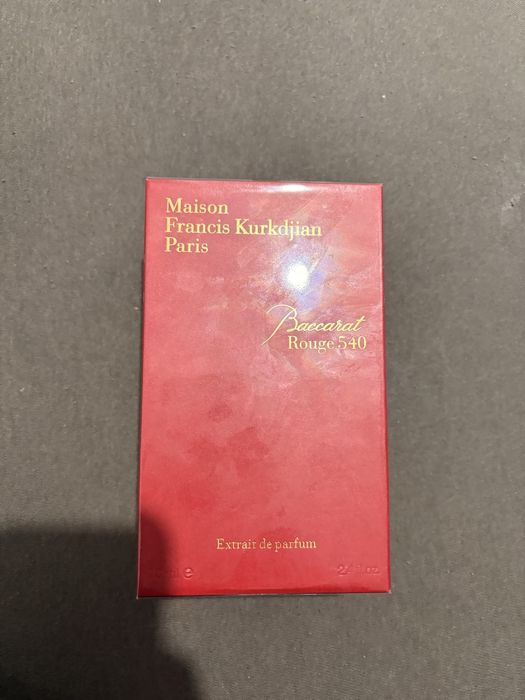 Maison
Francis Kurkdjian
Paris
Baccarat
Rouge 540
Extrait de parfum